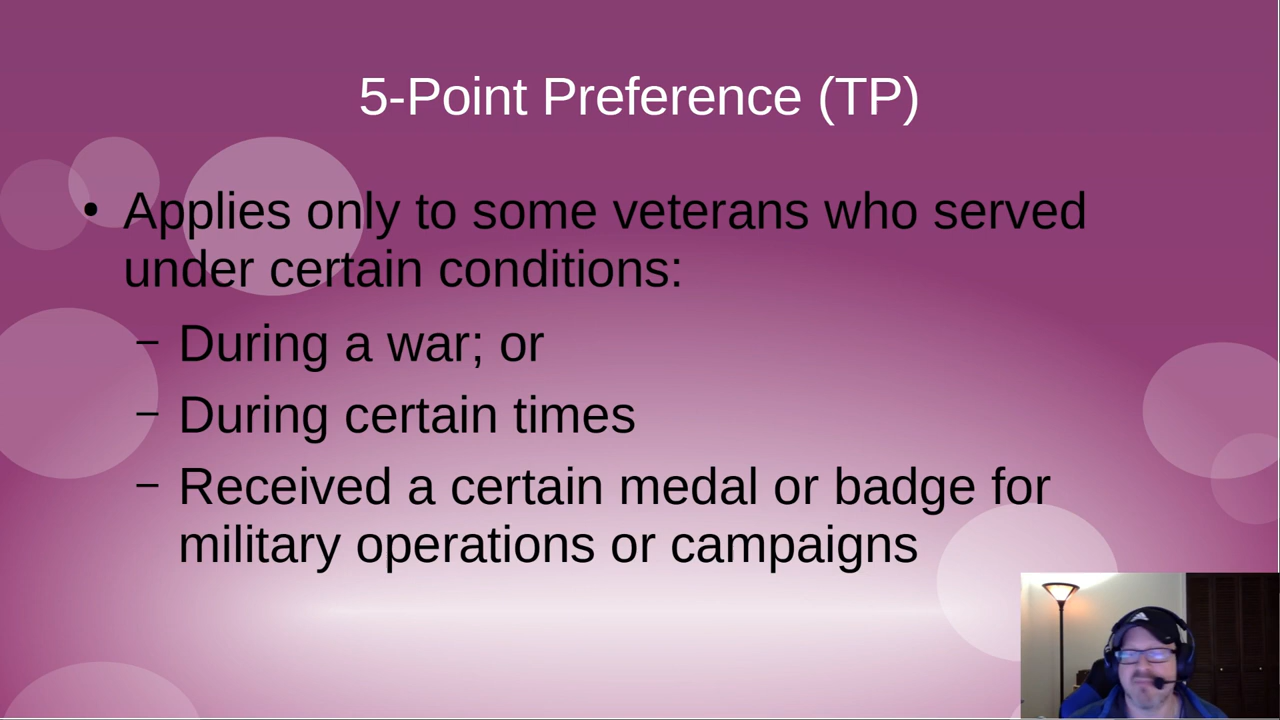 5-Point Preference (TP)
• Applies only to some veterans who served
under certain conditions:
– During a war; or
– During certain times
– Received a certain medal or badge for
military operations or campaigns